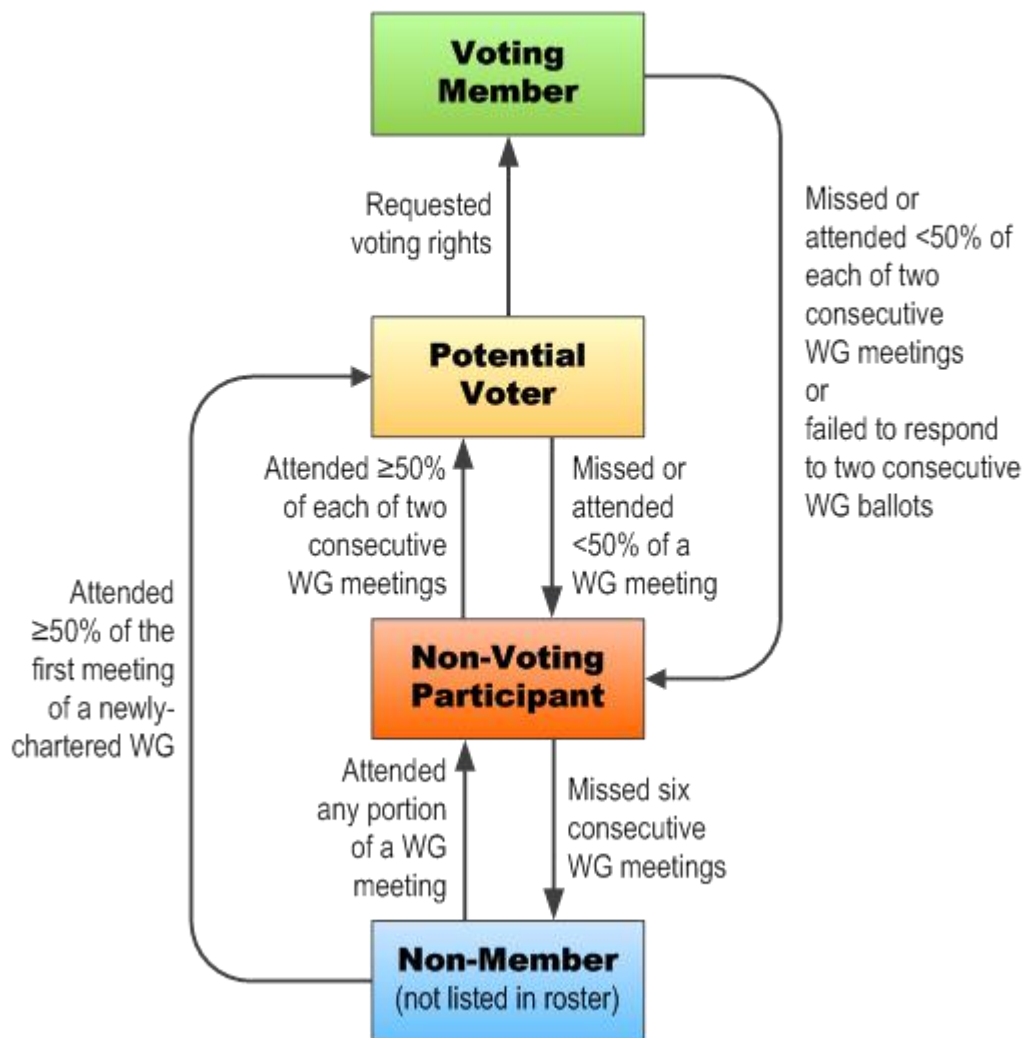 Voting
Member
Requested
voting rights
Missed or
attended <50% of
each of two
consecutive
WG meetings
or
failed to respond
to two consecutive
WG ballots
Potential
Voter
Attended ≥50%
of each of two
consecutive
WG meetings
Missed or
attended
<50% of a
WG meeting
Attended
≥50% of the
first meeting
of a newly-
chartered WG
Non-Voting
Participant
Attended
any portion
of a WG
meeting
Missed six
consecutive
WG meetings
Non-Member
(not listed in roster)